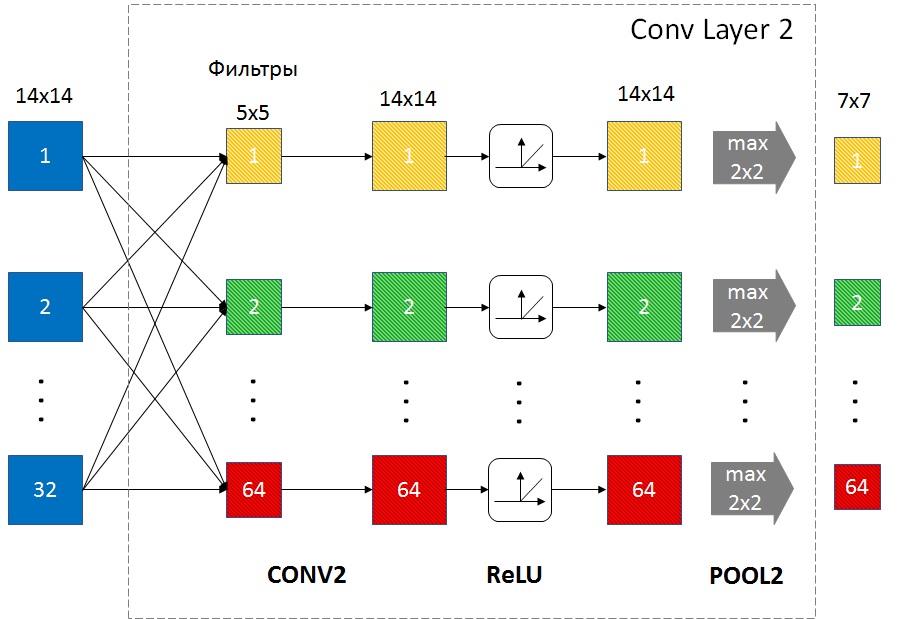 Conv Layer 2
Фильтры
14x14
5x5
14x14
14x14
7x7
1
1
1
1
max
2x2
1
2
2
2
2
max
2x2
2
32
64
64
64
max
2x2
64
CONV2
ReLU
POOL2